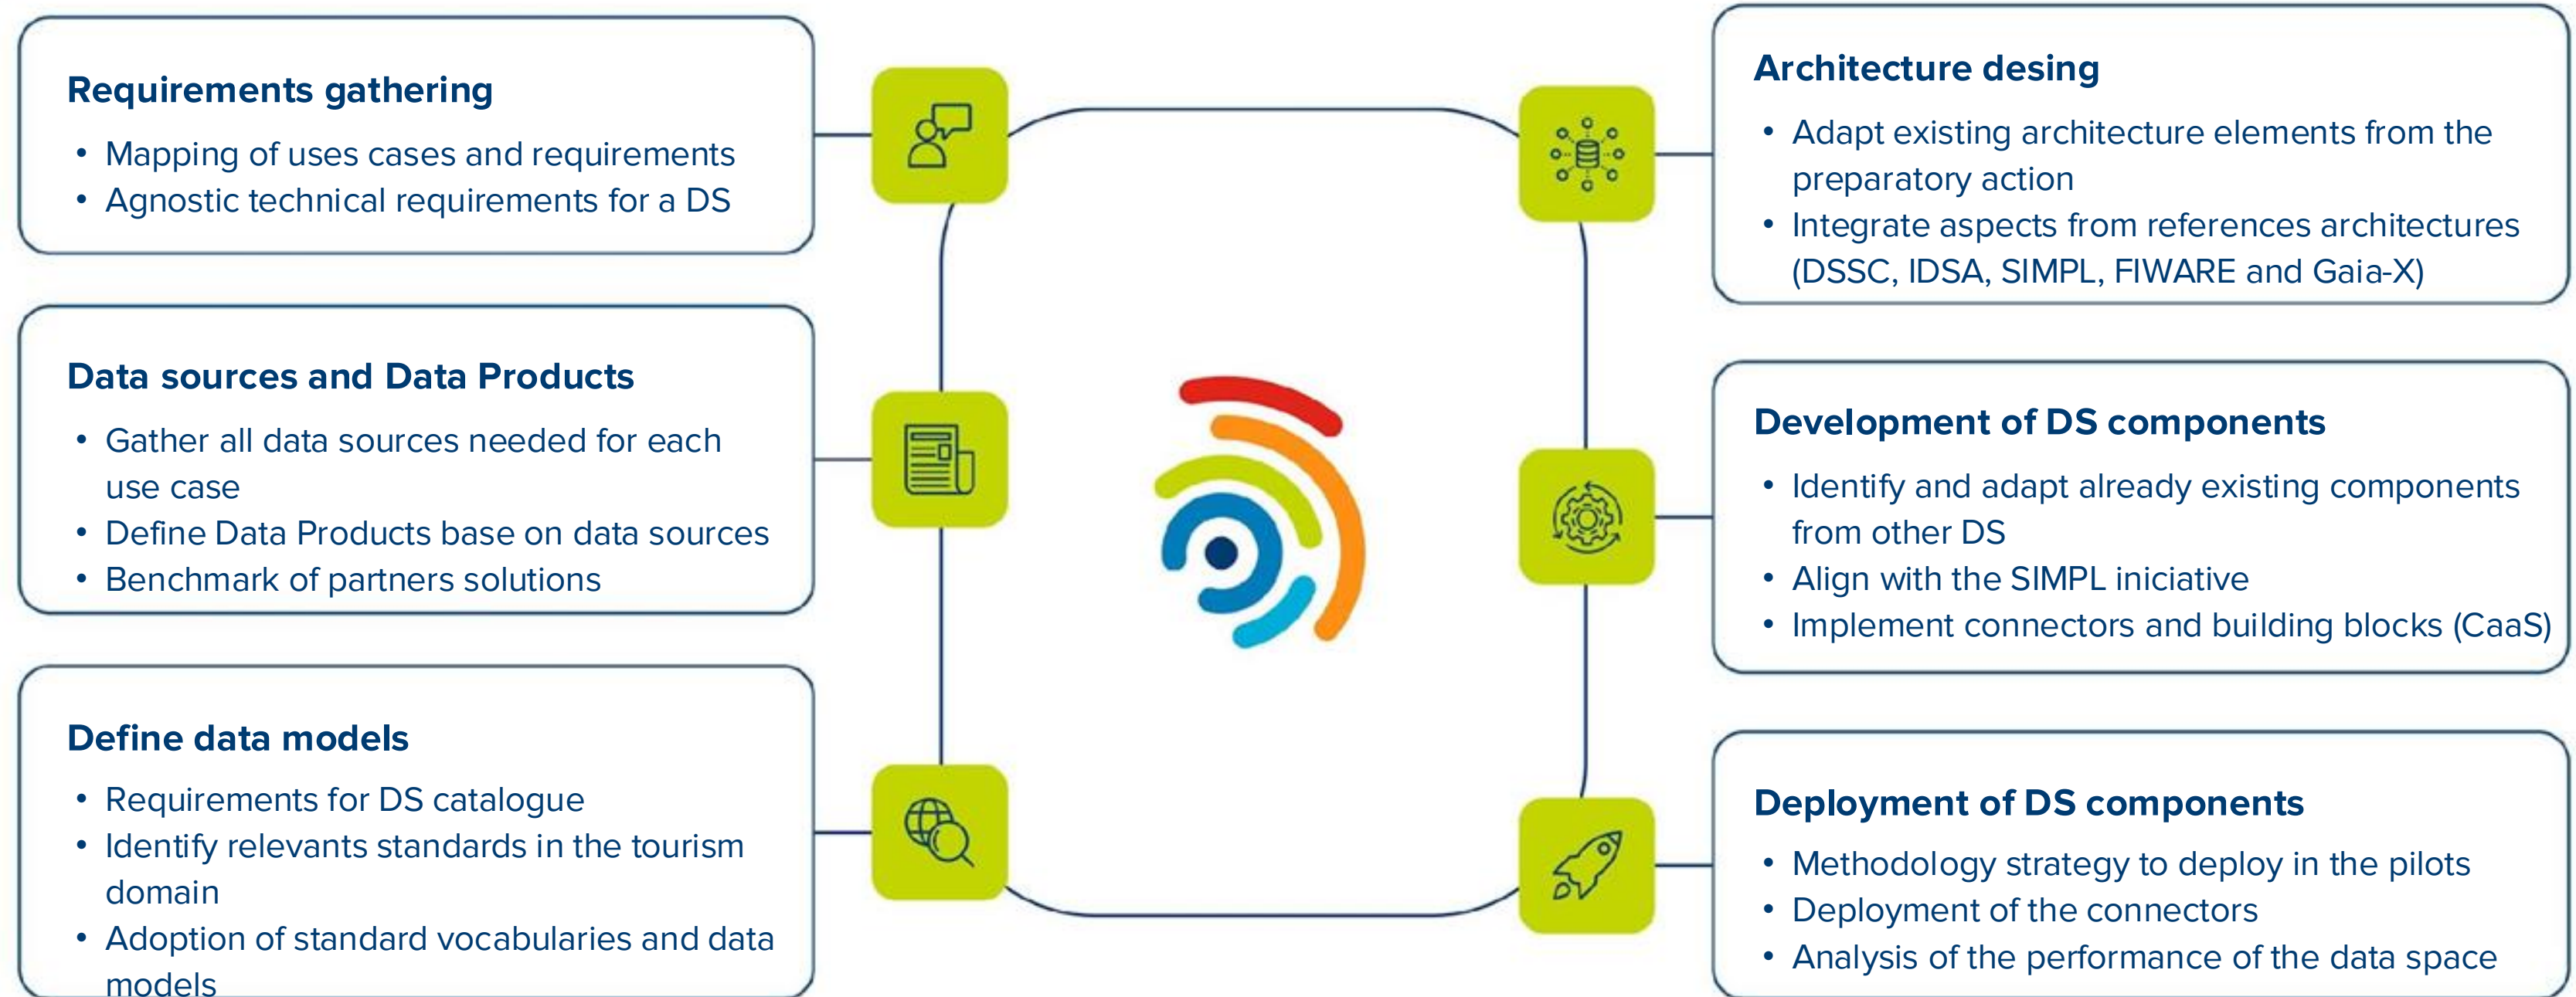 Requirements gathering
• Mapping of uses cases and requirements
• Agnostic technical requirements for a DS
Data sources and Data Products
• Gather all data sources needed for each
use case
• Define Data Products base on data sources
• Benchmark of partners solutions
Define data models
• Requirements for DS catalogue
• Identify relevants standards in the tourism
domain
• Adoption of standard vocabularies and data
models
Architecture desing
• Adapt existing architecture elements from the
preparatory action
• Integrate aspects from references architectures
(DSSC, IDSA, SIMPL, FIWARE and Gaia-X)
Development of DS components
• Identify and adapt already existing components
from other DS
• Align with the SIMPL iniciative
• Implement connectors and building blocks (CaaS)
Deployment of DS components
• Methodology strategy to deploy in the pilots
• Deployment of the connectors
• Analysis of the performance of the data space